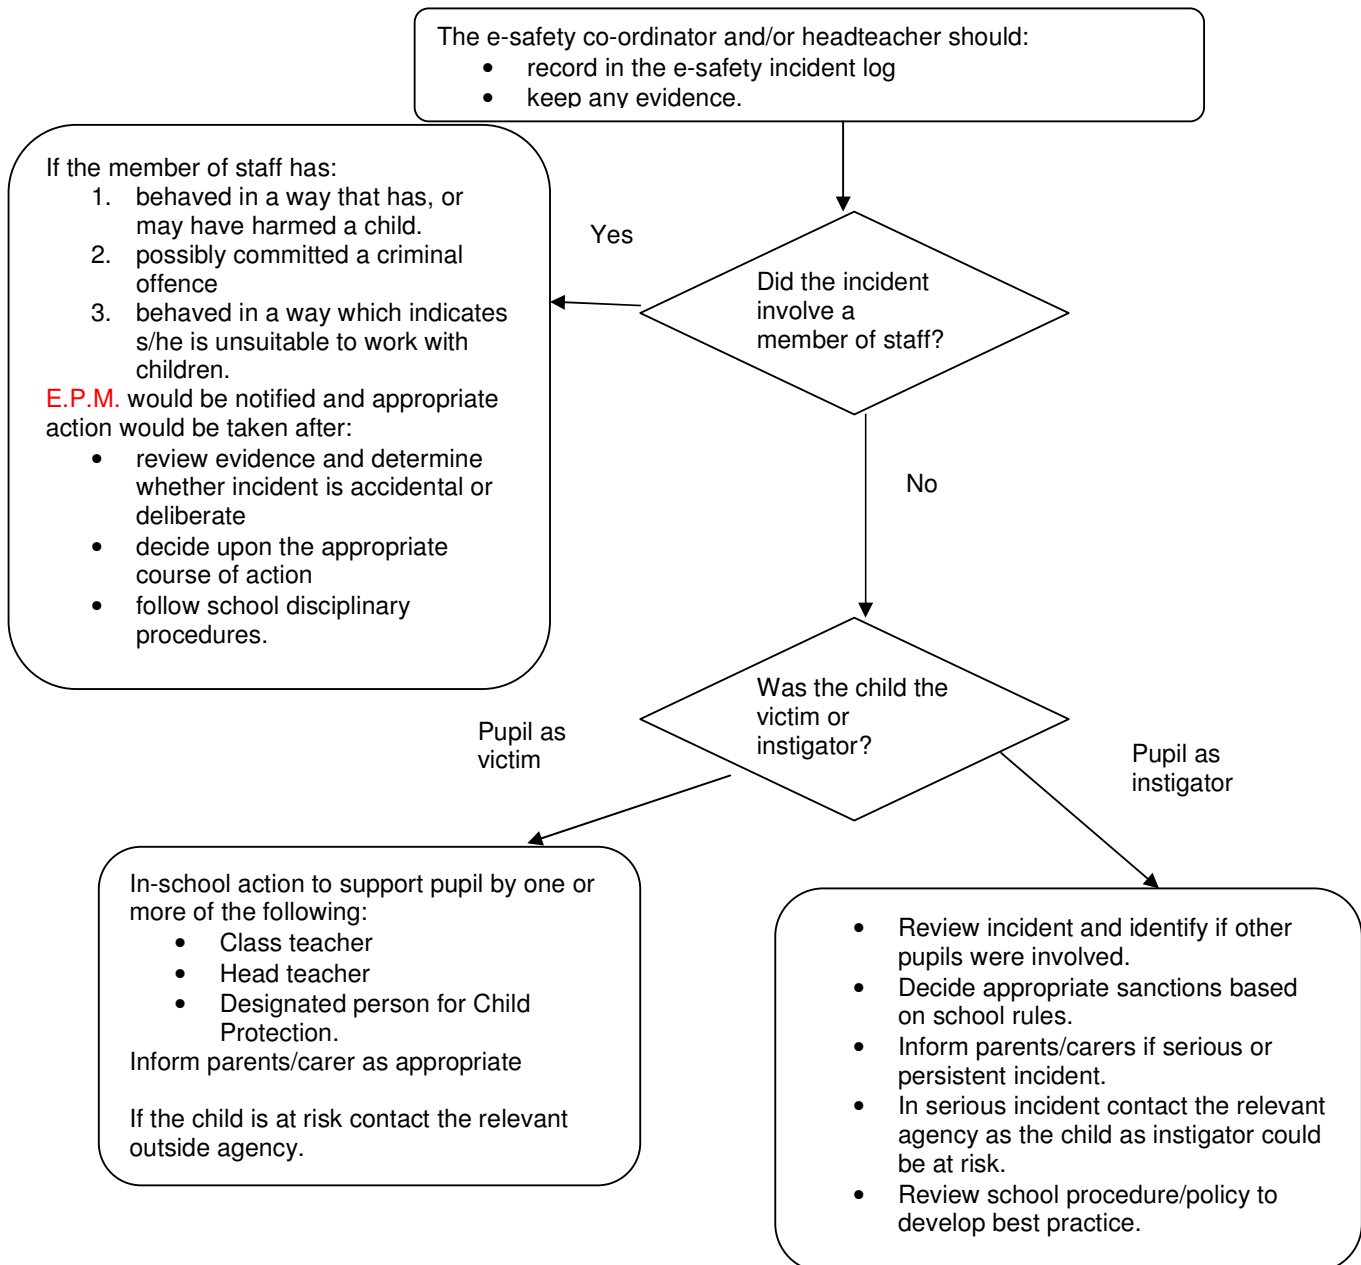 The e-safety co-ordinator and/or headteacher should:
• record in the e-safety incident log
• keep any evidence.
If the member of staff has:
1. behaved in a way that has, or
may have harmed a child.
2. possibly committed a criminal
offence
3. behaved in a way which indicates
s/he is unsuitable to work with
children.
E.P.M. would be notified and appropriate
action would be taken after:
• review evidence and determine
whether incident is accidental or
deliberate
• decide upon the appropriate
course of action
• follow school disciplinary
procedures.
Yes
Did the incident
involve a
member of staff?
No
Was the child the
victim or
instigator?
Pupil as
victim
Pupil as
instigator
In-school action to support pupil by one or
more of the following:
• Class teacher
• Head teacher
• Designated person for Child
Protection.
Inform parents/carer as appropriate
If the child is at risk contact the relevant
outside agency.
• Review incident and identify if other
pupils were involved.
• Decide appropriate sanctions based
on school rules.
• Inform parents/carers if serious or
persistent incident.
• In serious incident contact the relevant
agency as the child as instigator could
be at risk.
• Review school procedure/policy to
develop best practice.